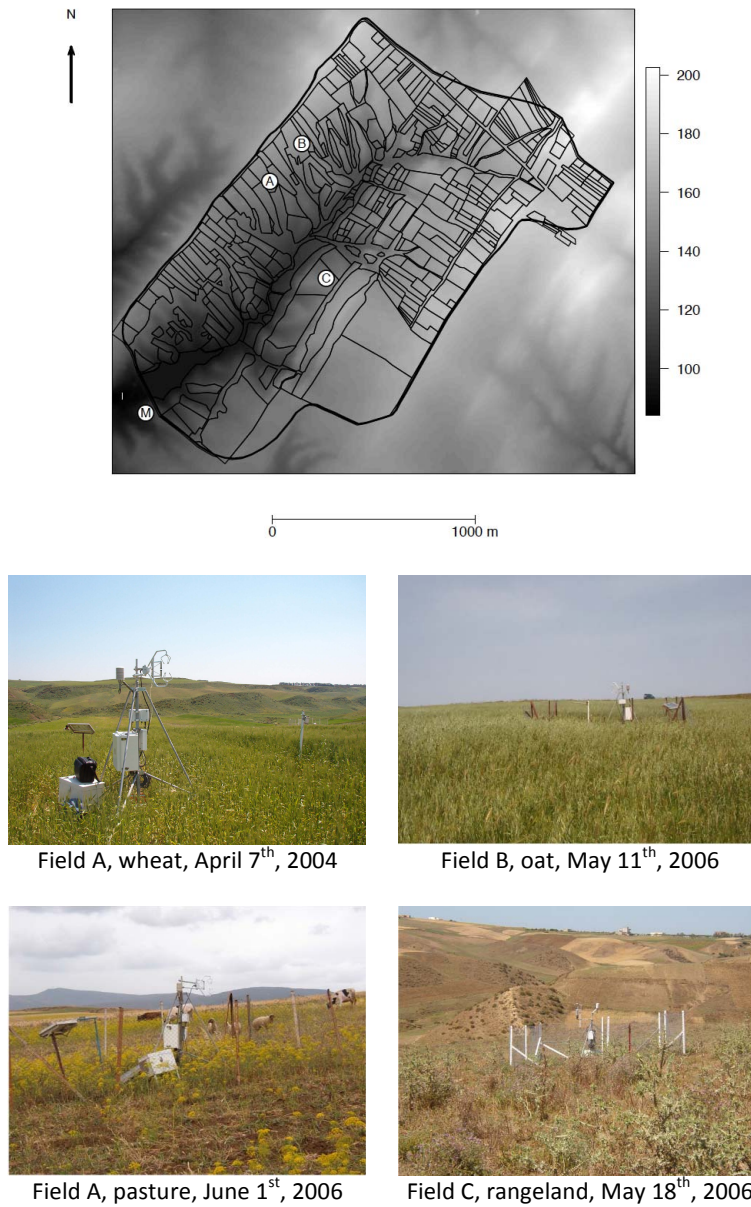 N
200
180
160
140
120
100
B
A
C
M
0
1000 m
Field A, wheat, April 7th, 2004
Field B, oat, May 11th, 2006
Field A, pasture, June 1st, 2006
Field C, rangeland, May 18th, 2006